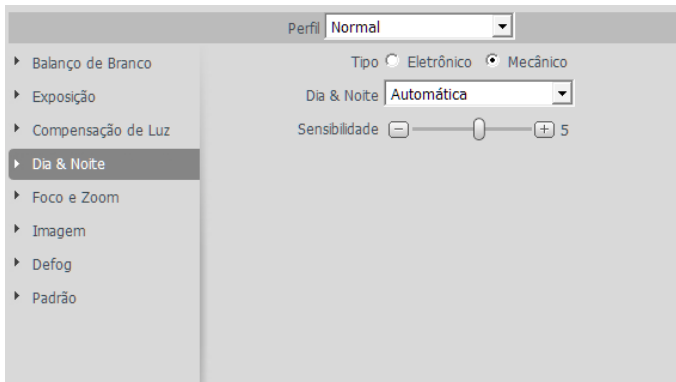 Perfil Normal
Balanço de Branco
Exposição
Compensação de Luz
Dia & Noite
Foco e Zoom
Imagem
Defog
Padrão
Tipo Eletrônico Mecânico
Dia & Noite Automática
Sensibilidade 5